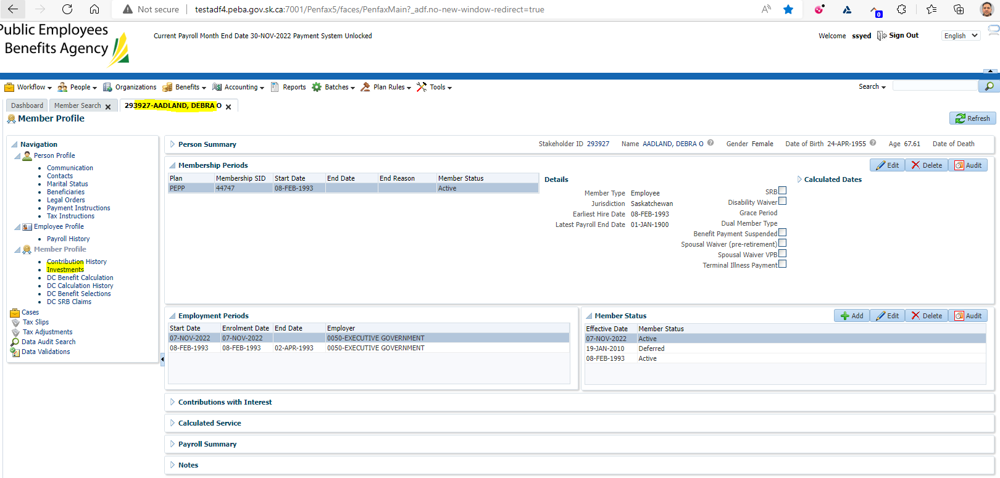 Not secure testadf4.peba.gov.sk.ca:7001/Penfax5/faces/PenfaxMain?_adf.no-new-window-redirect=true
0
Public Employees
Benefits Agency
Current Payroll Month End Date 30-NOV-2022 Payment System Unlocked
Welcome ssyed Sign Out English
Workflow People Organizations Benefits Accounting Reports Batches Plan Rules Tools Search
Dashboard Member Search 293927-AADLAND, DEBRA O
Member Profile
Refresh
Navigation
Person Profile
Communication
Contacts
Marital Status
Beneficiaries
Legal Orders
Payment Instructions
Tax Instructions
Employee Profile
Payroll History
Member Profile
Contribution History
Investments
DC Benefit Calculation
DC Calculation History
DC Benefit Selections
DC SRB Claims
Cases
Tax Slips
Tax Adjustments
Data Audit Search
Data Validations
Person Summary Stakeholder ID 293927 Name AADLAND, DEBRA O Gender Female Date of Birth 24-APR-1955 Age 67.61 Date of Death
Membership Periods Edit Delete Audit
Plan Membership SID Start Date End Date End Reason Member Status
PEPP 44747 08-FEB-1993 Active
Details
Member Type Employee
Jurisdiction Saskatchewan
Earliest Hire Date 08-FEB-1993
Latest Payroll End Date 01-JAN-1900
SRB
Disability Waiver
Grace Period
Dual Member Type
Benefit Payment Suspended
Spousal Waiver (pre-retirement)
Spousal Waiver VPB
Terminal Illness Payment
Calculated Dates
Employment Periods
Start Date Enrolment Date End Date Employer
07-NOV-2022 07-NOV-2022 0050-EXECUTIVE GOVERNMENT
08-FEB-1993 08-FEB-1993 02-APR-1993 0050-EXECUTIVE GOVERNMENT
Member Status Add Edit Delete Audit
Effective Date Member Status
07-NOV-2022 Active
19-JAN-2010 Deferred
08-FEB-1993 Active
Contributions with Interest
Calculated Service
Payroll Summary
Notes